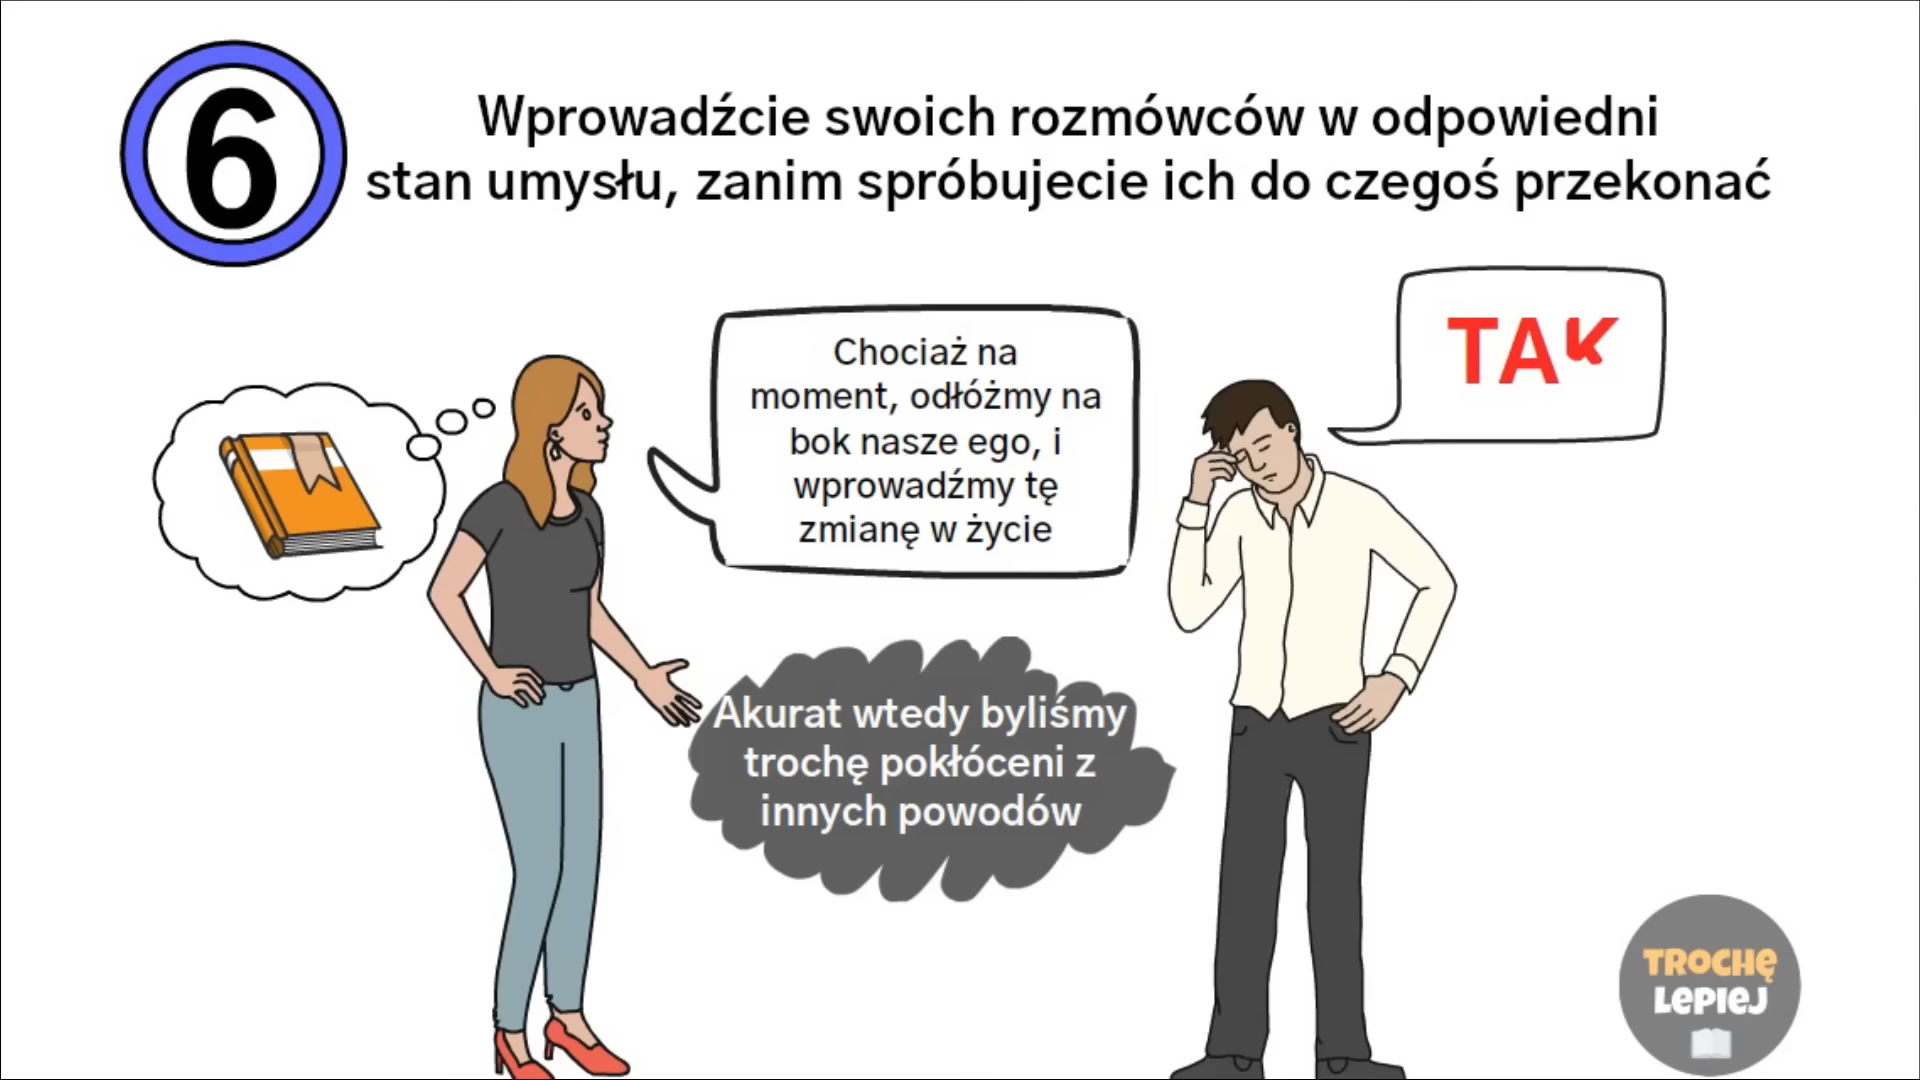 6
Wprowadźcie swoich rozmówców w odpowiedni
stan umysłu, zanim spróbujecie ich do czegoś przekonać
Chociaż na
moment, odłóżmy na
bok nasze ego, i
wprowadźmy tę
zmianę w życie
TAK
Akurat wtedy byliśmy
trochę pokłóceni z
innych powodów
TROCHĘ
LEPIEJ